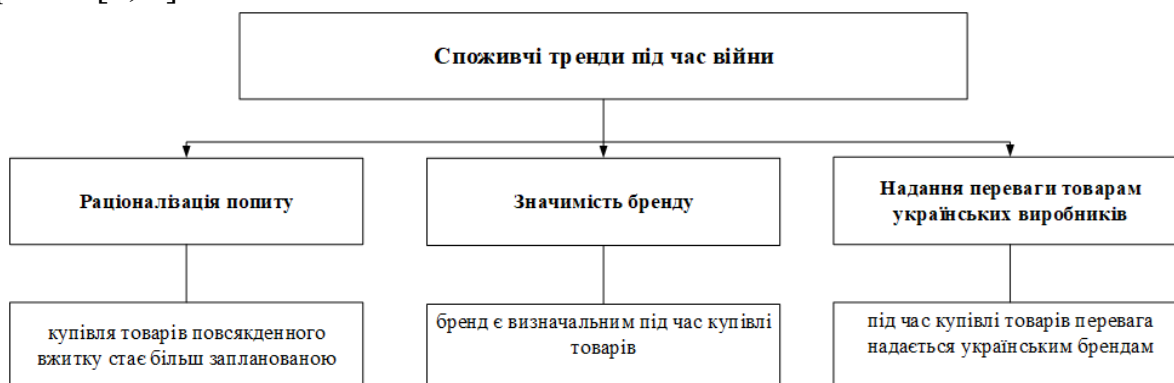 Споживчі тренди під час війни
Раціоналізація попиту
Значимість бренду
Надання переваги товарам
українських виробників
купівля товарів повсякденного
вжитку стає більш запланованою
бренд є визначальним під час купівлі
товарів
під час купівлі товарів перевага
надається українським брендам